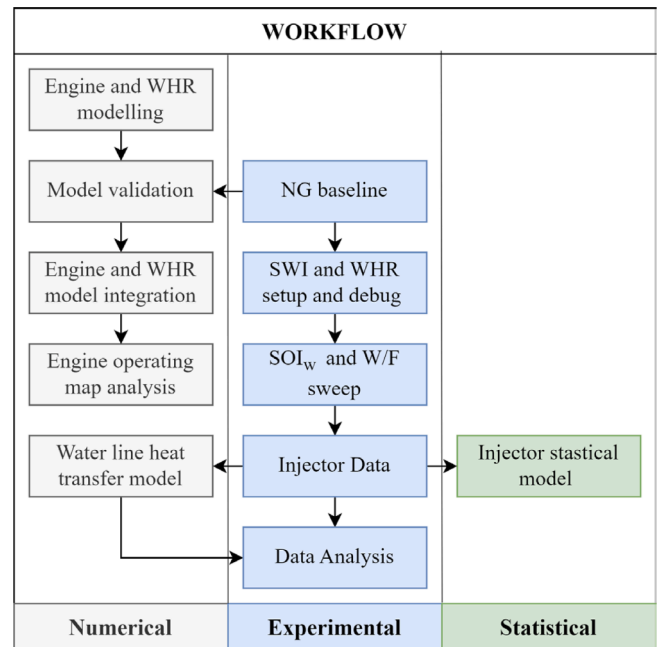 WORKFLOW
Engine and WHR
modelling
Model validation
NG baseline
Engine and WHR
model integration
SWI and WHR
setup and debug
Engine operating
map analysis
SOIw and W/F
sweep
Water line heat
transfer model
Injector Data
Injector stastical
model
Data Analysis
Numerical
Experimental
Statistical